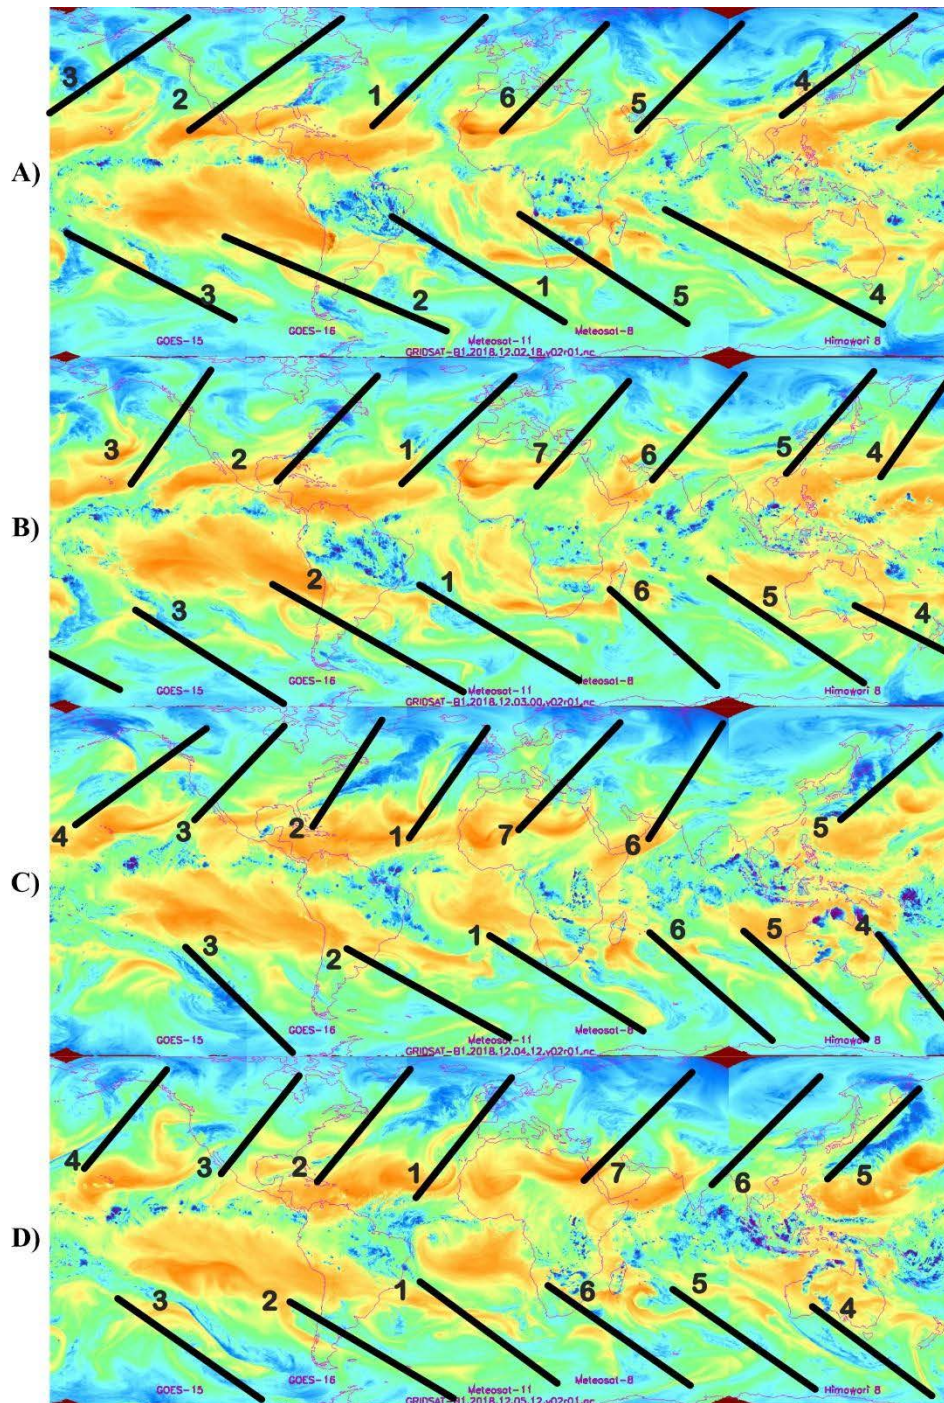 3 2 1 6 5 4
A)
3 2 1 5 4
GOES-15 GOES-16 Meteosat-11 Meteosat-8 Himawari 8
GRIDSAT-B1.2018.12.02.18.v02r01.nc
3 2 1 7 6 5 4
B)
3 2 1 6 5 4
GOES-15 GOES-16 Meteosat-11 Meteosat-8 Himawari 8
GRIDSAT-B1.2018.12.03.00.v02r01.nc
4 3 2 1 7 6 5
C)
3 2 1 6 5 4
GOES-15 GOES-16 Meteosat-11 Meteosat-8 Himawari 8
GRIDSAT-B1.2018.12.04.12.v02r01.nc
4 3 2 1 7 6 5
D)
3 2 1 6 5 4
GOES-15 GOES-16 Meteosat-11 Meteosat-8 Himawari 8
GRIDSAT-B1.2018.12.05.12.v02r01.nc